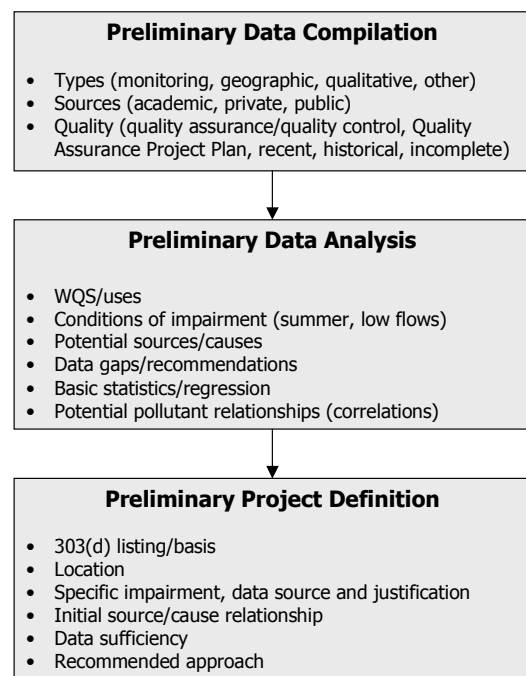 Preliminary Data Compilation
• Types (monitoring, geographic, qualitative, other)
• Sources (academic, private, public)
• Quality (quality assurance/quality control, Quality
Assurance Project Plan, recent, historical, incomplete)
Preliminary Data Analysis
• WQS/uses
• Conditions of impairment (summer, low flows)
• Potential sources/causes
• Data gaps/recommendations
• Basic statistics/regression
• Potential pollutant relationships (correlations)
Preliminary Project Definition
• 303(d) listing/basis
• Location
• Specific impairment, data source and justification
• Initial source/cause relationship
• Data sufficiency
• Recommended approach